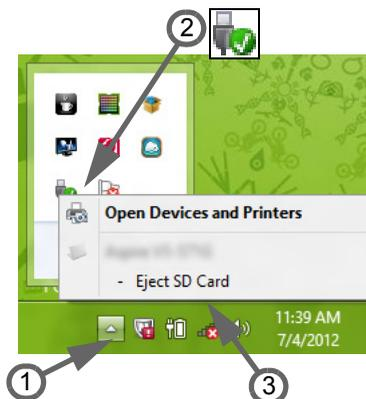 2
Open Devices and Printers
- Eject SD Card
11:39 AM
7/4/2012
1
3